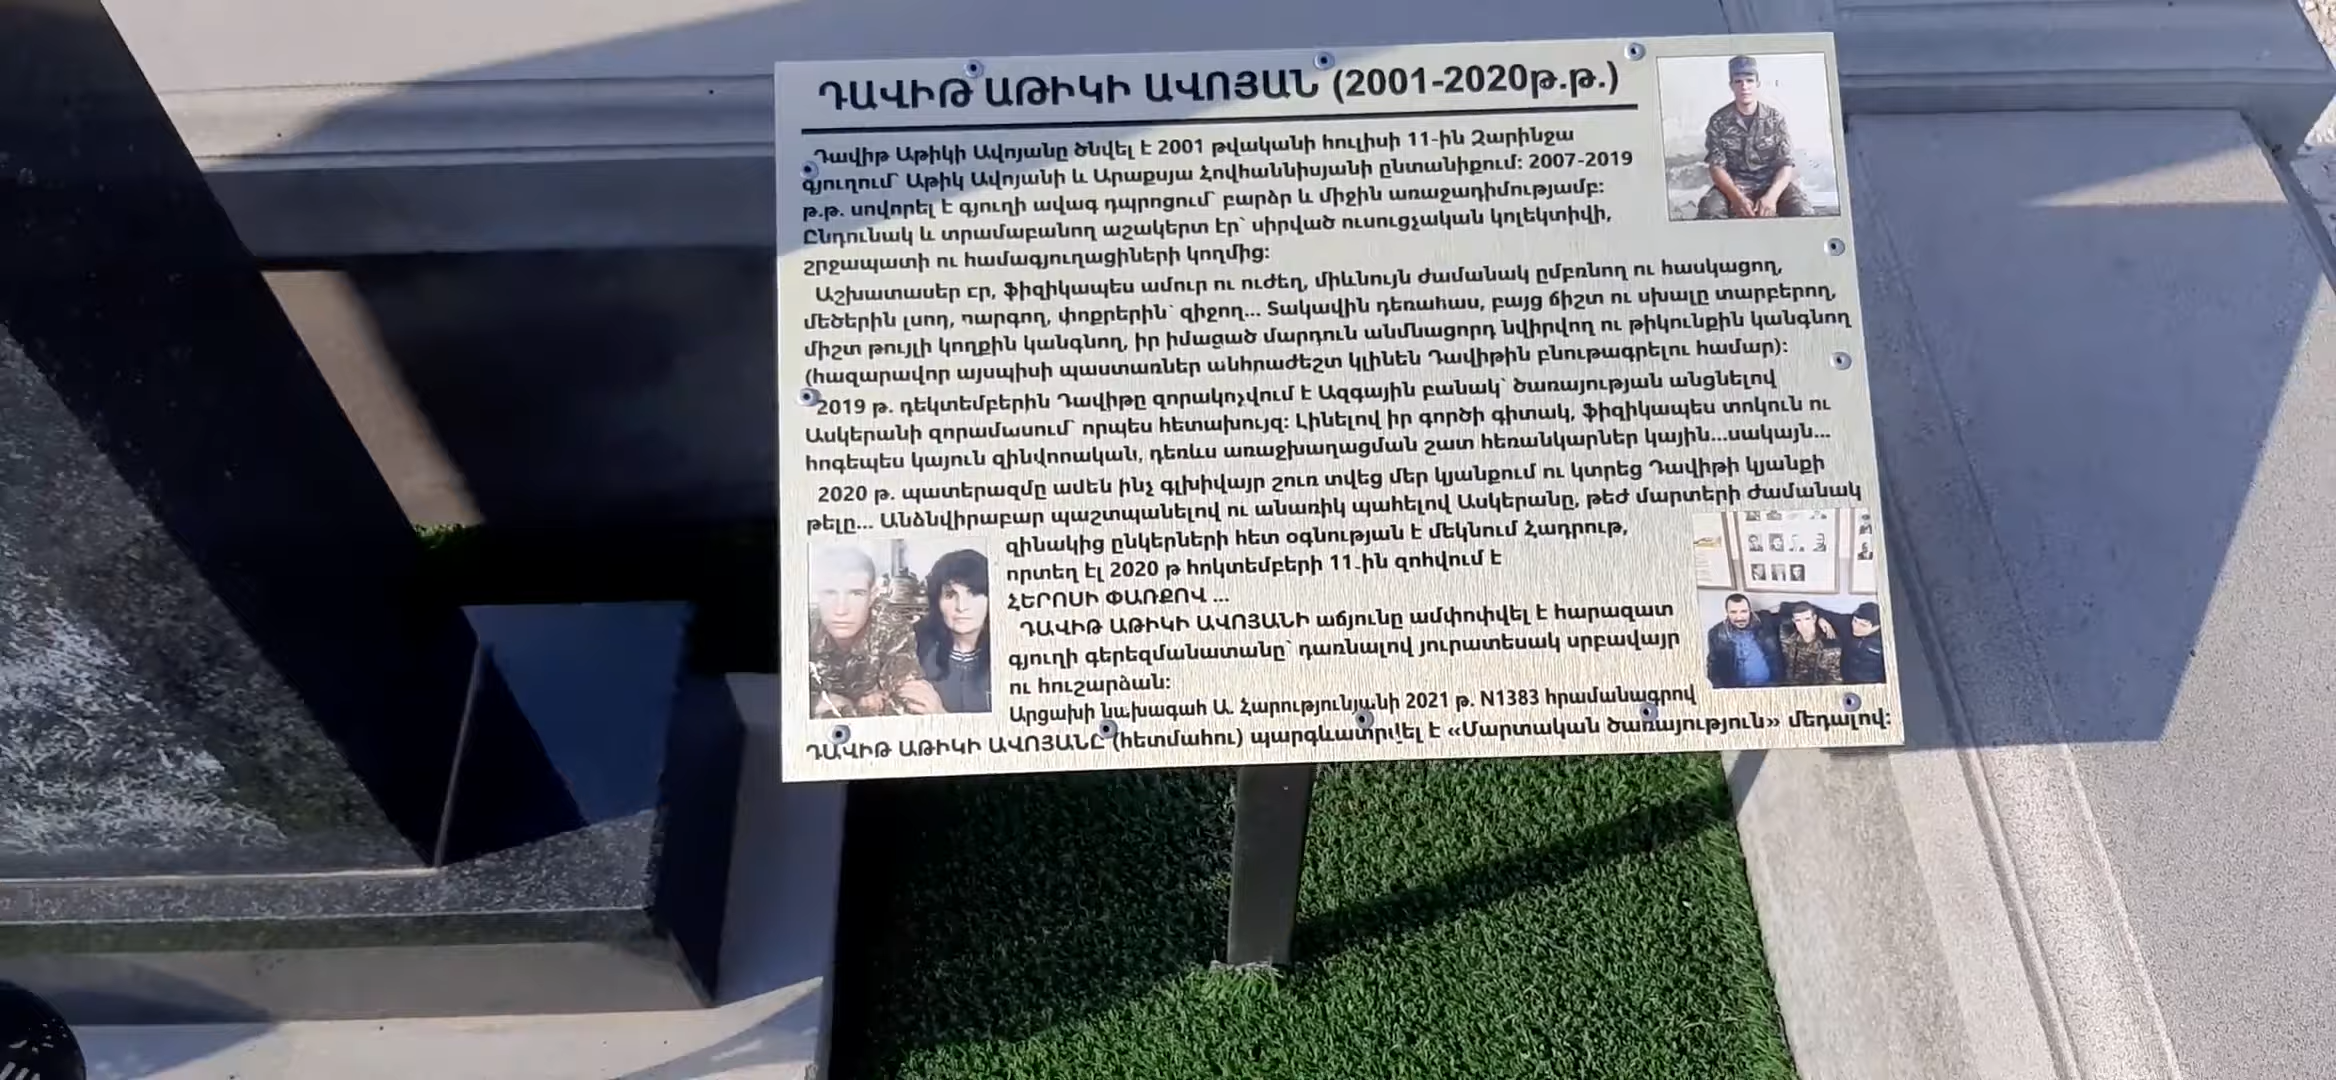 ԴԱՎԻԹ ԱԹԻԿԻ ԱՎՈՅԱՆ (2001-2020թ.թ.)
Դավիթ Աթիկի Ավոյանը ծնվել է 2001 թվականի հուլիսի 11-ին Զարինջա
գյուղում՝ Աթիկ Ավոյանի և Արաքսյա Հովհաննիսյանի ընտանիքում: 2007-2019
թ.թ. սովորել է գյուղի ավագ դպրոցում՝ բարձր և միջին առաջադիմությամբ:
Ընդունակ և տրամաբանող աշակերտ էր՝ սիրված ուսուցչական կոլեկտիվի,
շրջապատի ու համագյուղացիների կողմից:
Աշխատասեր էր, ֆիզիկապես ամուր ու ուժեղ, միևնույն ժամանակ ըմբռնող ու հասկացող,
մեծերին լսող, հարգող, փոքրերին՝ զիջող... Տակավին դեռահաս, բայց ճիշտ ու սխալը տարբերող,
միշտ թույլի կողքին կանգնող, իր իմացած մարդուն անմնացորդ նվիրվող ու թիկունքին կանգնող
(հազարավոր այսպիսի պաստառներ անհրաժեշտ կլինեն Դավիթին բնութագրելու համար):
2019 թ. դեկտեմբերին Դավիթը զորակոչվում է Ազգային բանակ՝ ծառայության անցնելով
Ասկերանի զորամասում՝ որպես հետախույզ: Լինելով իր գործի գիտակ, ֆիզիկապես տոկուն ու
հոգեպես կայուն զինվորական, դեռևս առաջխաղացման շատ հեռանկարներ կային...սակայն...
2020 թ. պատերազմը ամեն ինչ գլխիվայր շուռ տվեց մեր կյանքում ու կտրեց Դավիթի կյանքի
թելը... Անձնվիրաբար պաշտպանելով ու անառիկ պահելով Ասկերանը, թեժ մարտերի ժամանակ
զինակից ընկերների հետ օգնության է մեկնում Հադրութ,
որտեղ էլ 2020 թ հոկտեմբերի 11-ին զոհվում է
ՀԵՐՈՍԻ ՓԱՌՔՈՎ ...
ԴԱՎԻԹ ԱԹԻԿԻ ԱՎՈՅԱՆԻ աճյունը ամփոփվել է հարազատ
գյուղի գերեզմանատանը՝ դառնալով յուրատեսակ սրբավայր
ու հուշարձան:
Արցախի նախագահ Ա. Հարությունյանի 2021 թ. N1383 հրամանագրով
ԴԱՎԻԹ ԱԹԻԿԻ ԱՎՈՅԱՆԸ (հետմահու) պարգևատրվել է «Մարտական ծառայություն» մեդալով: